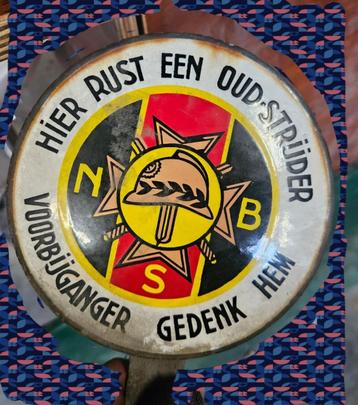 HIER RUST EEN OUD-STRIJDER
N
B
S
VOORBIJGANGER GEDENK HEM